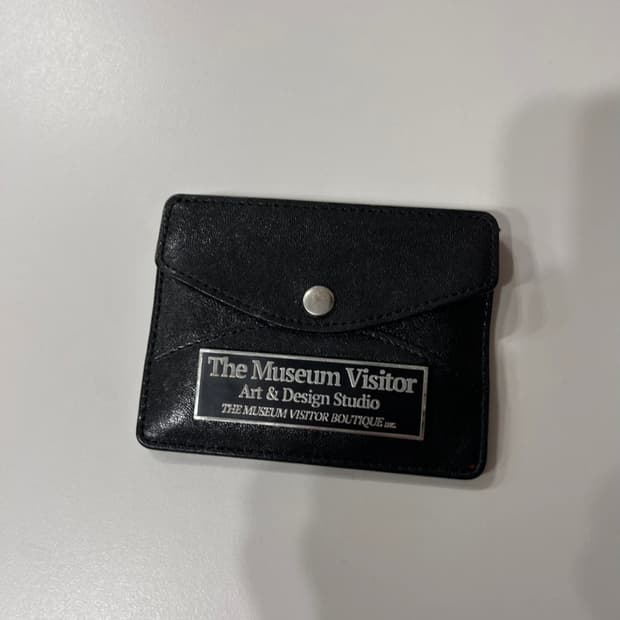 The Museum Visitor
Art & Design Studio
THE MUSEUM VISITOR BOUTIQUE INC.